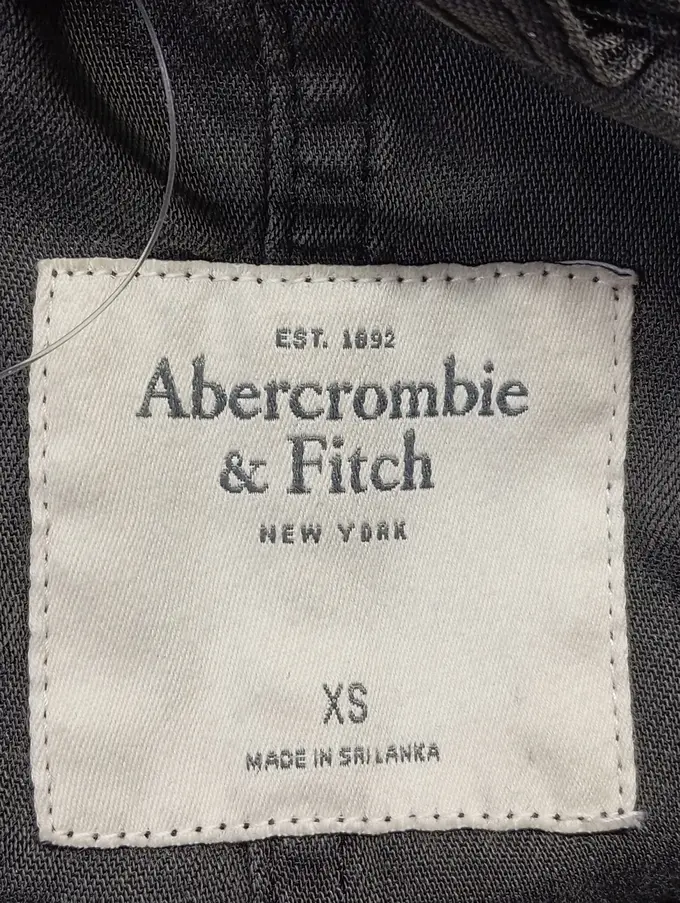 EST. 1892
Abercrombie
& Fitch
NEW YORK
XS
MADE IN SRI LANKA